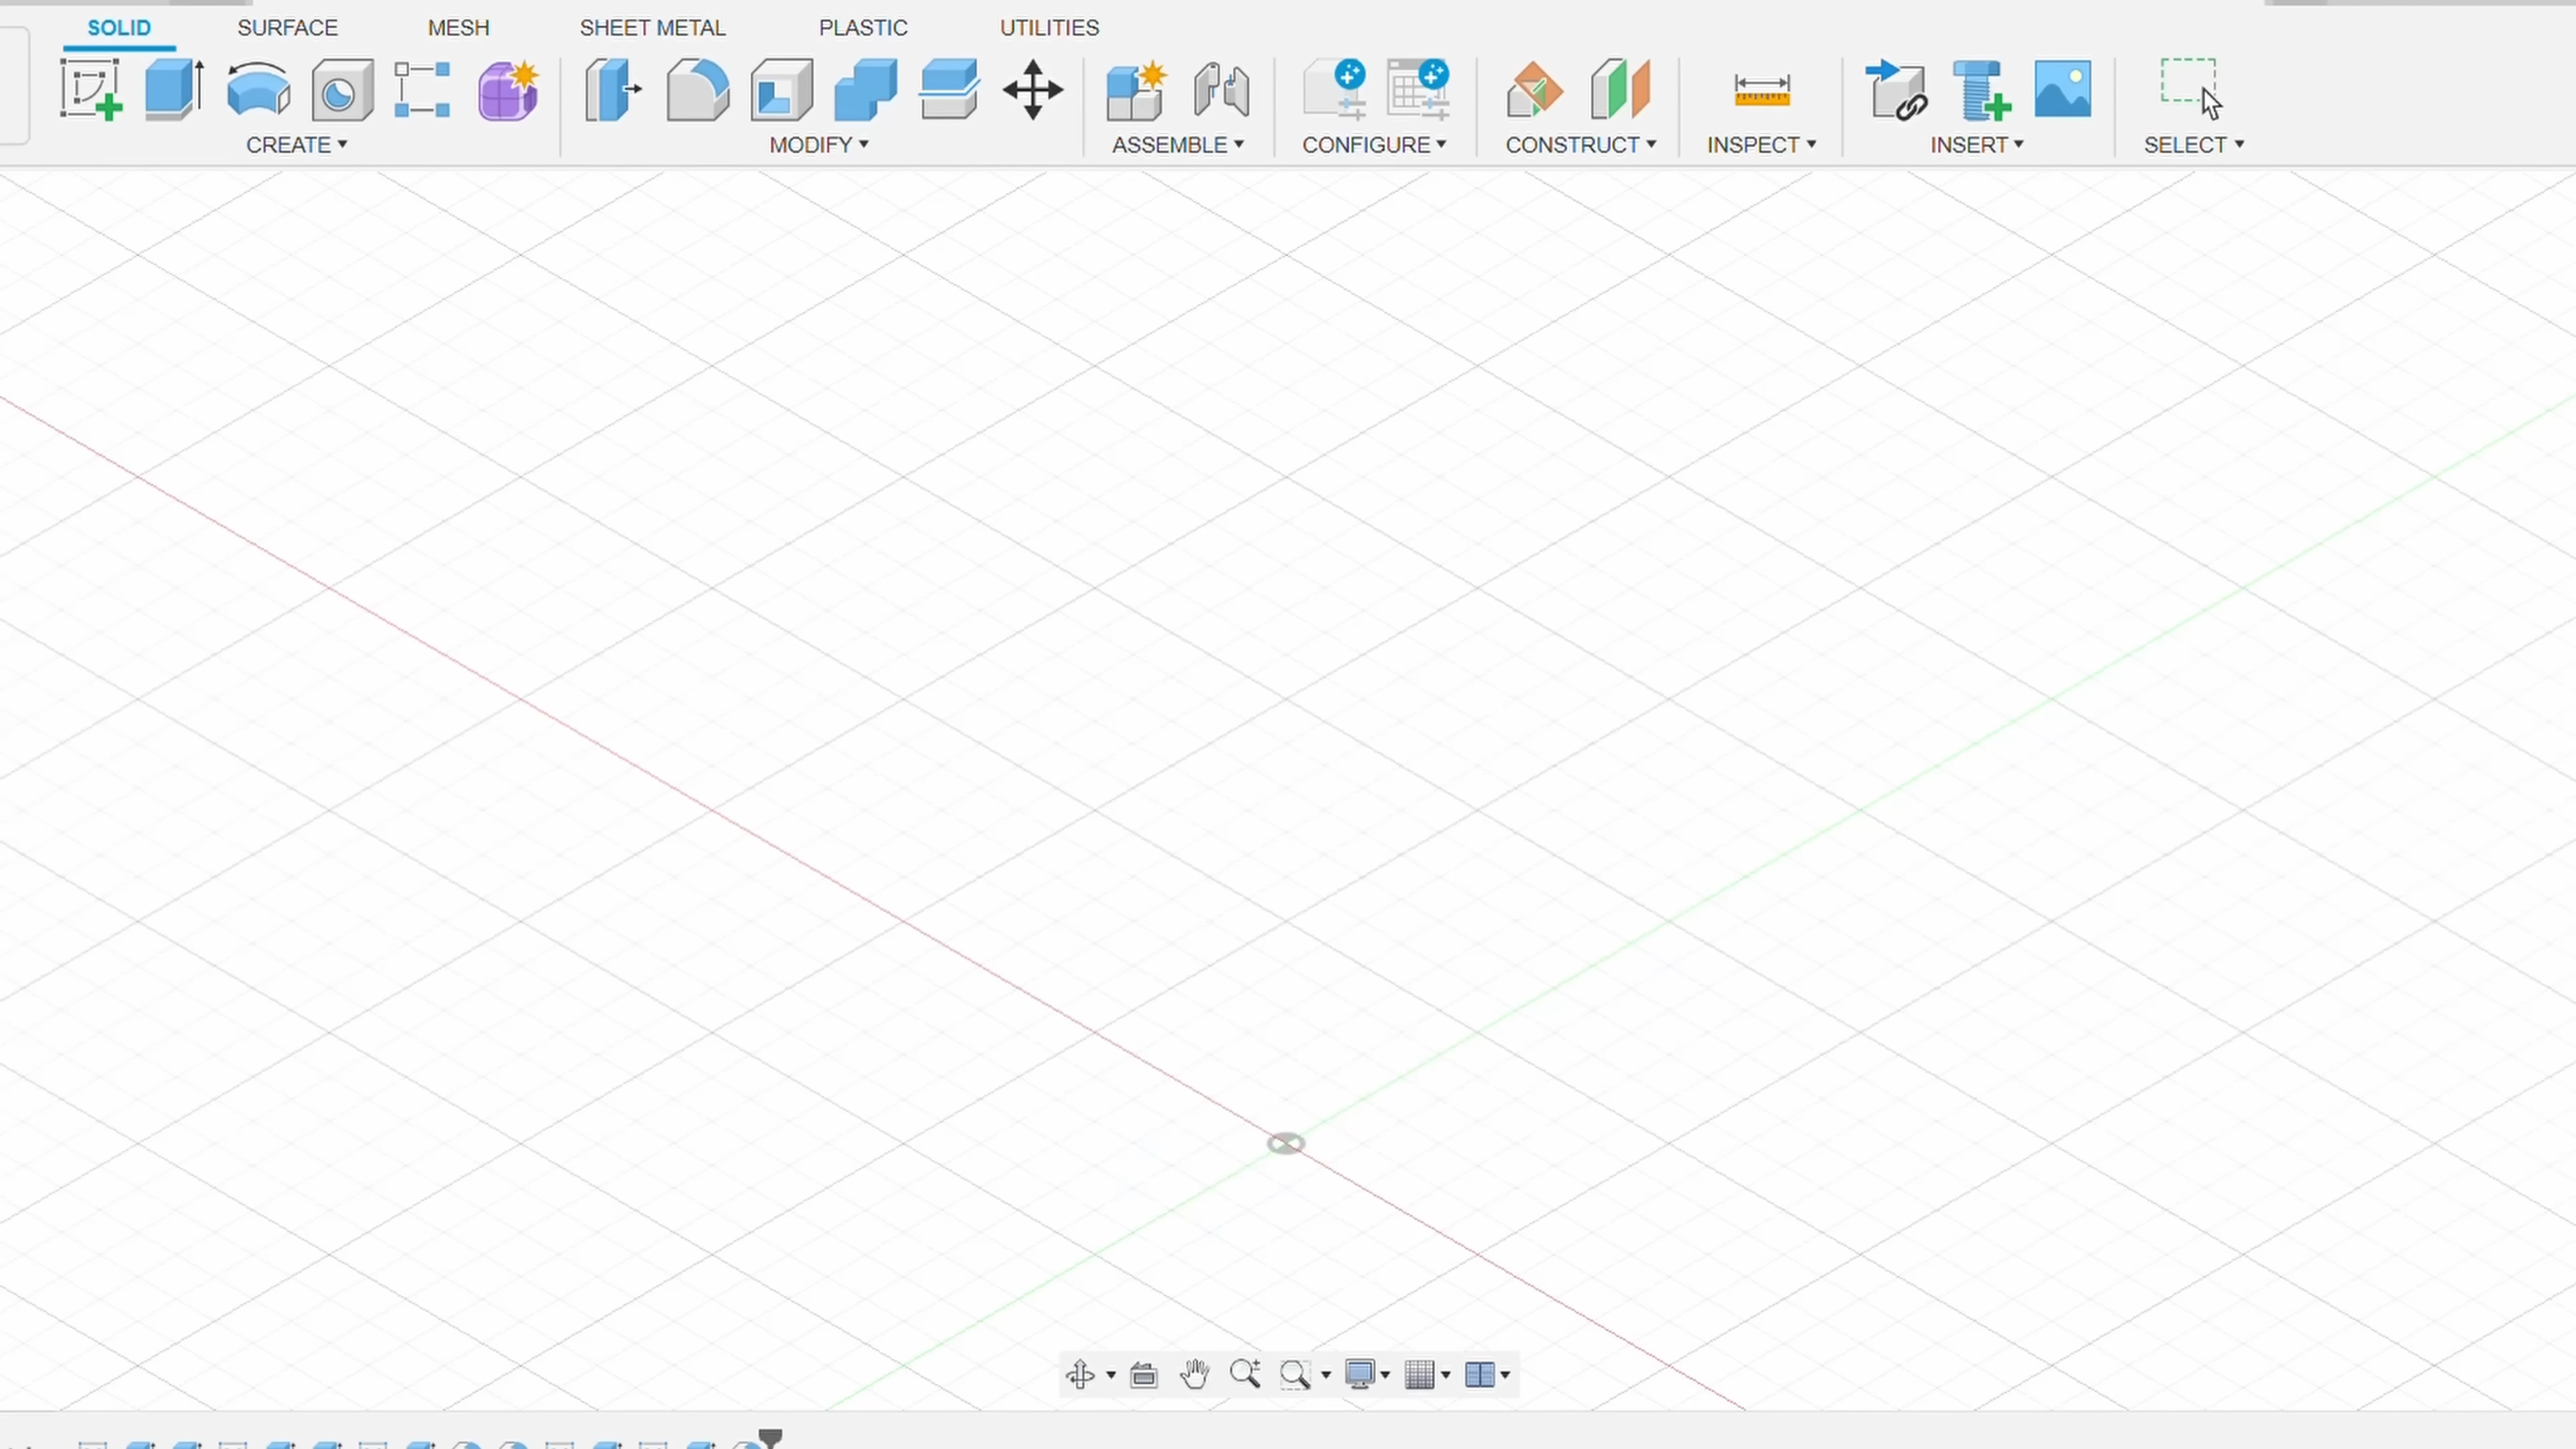 SOLID SURFACE MESH SHEET METAL PLASTIC UTILITIES
CREATE MODIFY ASSEMBLE CONFIGURE CONSTRUCT INSPECT INSERT SELECT